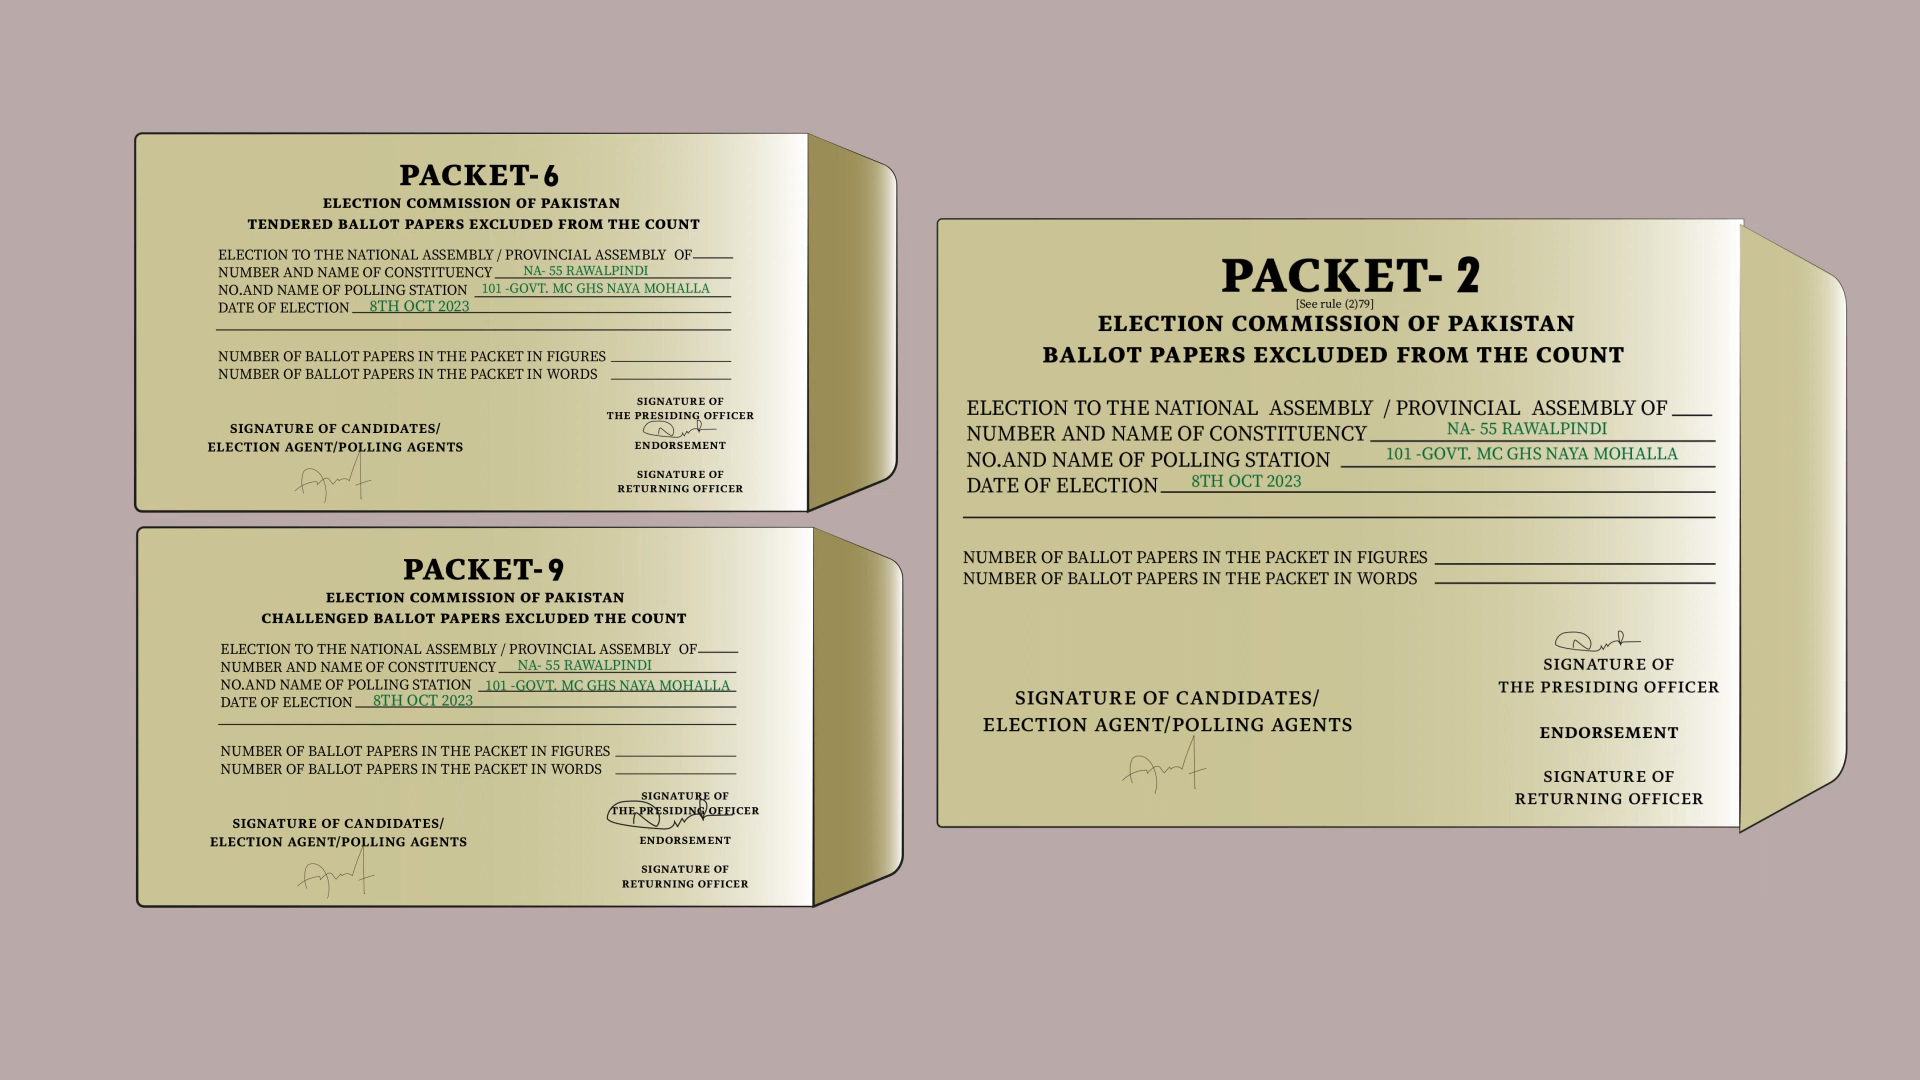 PACKET-6
ELECTION COMMISSION OF PAKISTAN
TENDERED BALLOT PAPERS EXCLUDED FROM THE COUNT
ELECTION TO THE NATIONAL ASSEMBLY / PROVINCIAL ASSEMBLY OF
NUMBER AND NAME OF CONSTITUENCY NA- 55 RAWALPINDI
NO.AND NAME OF POLLING STATION 101 -GOVT. MC GHS NAYA MOHALLA
DATE OF ELECTION 8TH OCT 2023
NUMBER OF BALLOT PAPERS IN THE PACKET IN FIGURES
NUMBER OF BALLOT PAPERS IN THE PACKET IN WORDS
SIGNATURE OF CANDIDATES/
ELECTION AGENT/POLLING AGENTS
SIGNATURE OF
THE PRESIDING OFFICER
ENDORSEMENT
SIGNATURE OF
RETURNING OFFICER
PACKET-9
ELECTION COMMISSION OF PAKISTAN
CHALLENGED BALLOT PAPERS EXCLUDED THE COUNT
ELECTION TO THE NATIONAL ASSEMBLY / PROVINCIAL ASSEMBLY OF
NUMBER AND NAME OF CONSTITUENCY NA- 55 RAWALPINDI
NO.AND NAME OF POLLING STATION 101 -GOVT. MC GHS NAYA MOHALLA
DATE OF ELECTION 8TH OCT 2023
NUMBER OF BALLOT PAPERS IN THE PACKET IN FIGURES
NUMBER OF BALLOT PAPERS IN THE PACKET IN WORDS
SIGNATURE OF CANDIDATES/
ELECTION AGENT/POLLING AGENTS
SIGNATURE OF
THE PRESIDING OFFICER
ENDORSEMENT
SIGNATURE OF
RETURNING OFFICER
PACKET- 2
[See rule (2)79]
ELECTION COMMISSION OF PAKISTAN
BALLOT PAPERS EXCLUDED FROM THE COUNT
ELECTION TO THE NATIONAL ASSEMBLY / PROVINCIAL ASSEMBLY OF
NUMBER AND NAME OF CONSTITUENCY NA- 55 RAWALPINDI
NO.AND NAME OF POLLING STATION 101 -GOVT. MC GHS NAYA MOHALLA
DATE OF ELECTION 8TH OCT 2023
NUMBER OF BALLOT PAPERS IN THE PACKET IN FIGURES
NUMBER OF BALLOT PAPERS IN THE PACKET IN WORDS
SIGNATURE OF CANDIDATES/
ELECTION AGENT/POLLING AGENTS
SIGNATURE OF
THE PRESIDING OFFICER
ENDORSEMENT
SIGNATURE OF
RETURNING OFFICER